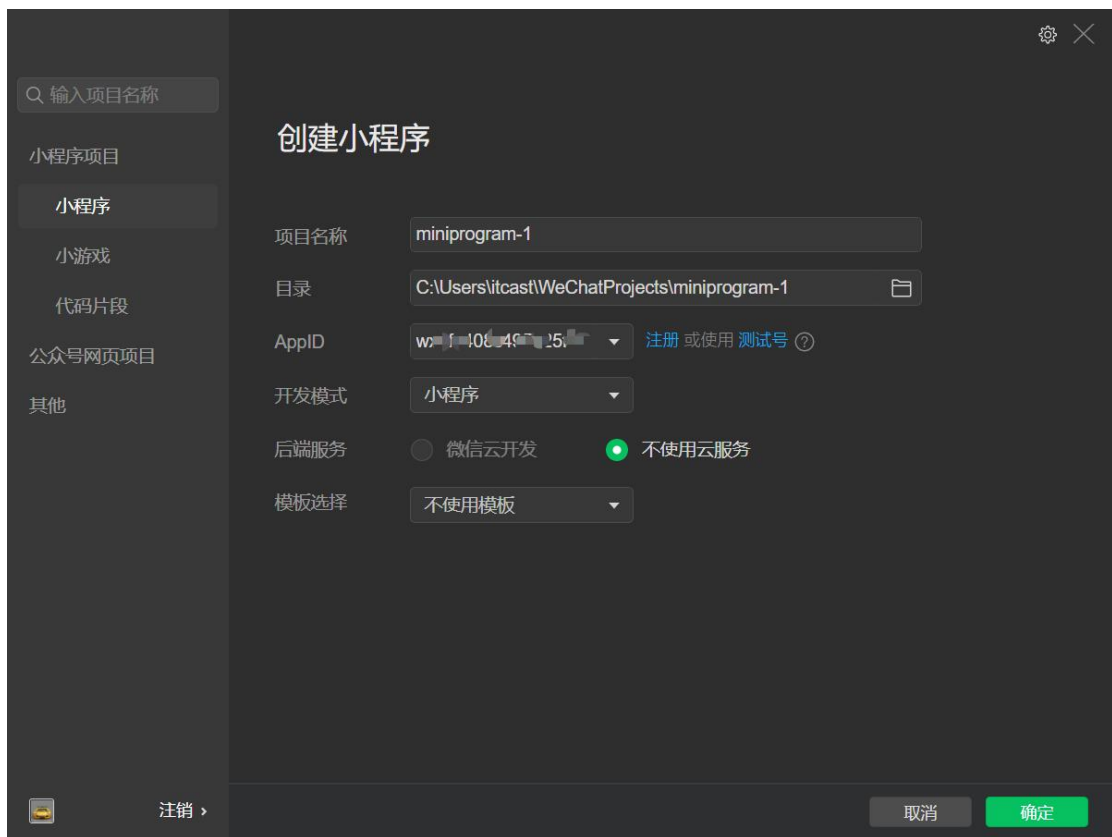 输入项目名称
小程序项目
小程序
小游戏
代码片段
公众号网页项目
其他
注销 ›
创建小程序
项目名称 miniprogram-1
目录 C:\Users\itcast\WeChatProjects\miniprogram-1
AppID 注册 或使用 测试号 ?
开发模式 小程序
后端服务 微信云开发 不使用云服务
模板选择 不使用模板
取消 确定